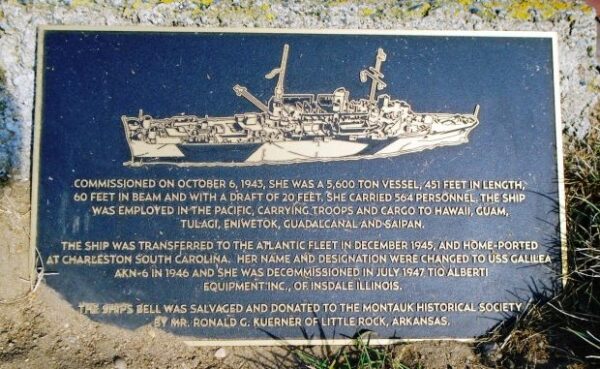 COMMISSIONED ON OCTOBER 6, 1943, SHE WAS A 5,600 TON VESSEL, 451 FEET IN LENGTH,
60 FEET IN BEAM AND WITH A DRAFT OF 20 FEET. SHE CARRIED 564 PERSONNEL. THE SHIP
WAS EMPLOYED IN THE PACIFIC, CARRYING TROOPS AND CARGO TO HAWAII, GUAM,
TULAGI, ENIWETOK, GUADALCANAL AND SAIPAN.
THE SHIP WAS TRANSFERRED TO THE ATLANTIC FLEET IN DECEMBER 1945, AND HOME-PORTED
AT CHARLESTON SOUTH CAROLINA. HER NAME AND DESIGNATION WERE CHANGED TO USS GALILEA
AKN-6 IN 1946 AND SHE WAS DECOMMISSIONED IN JULY 1947 TIO ALBERTI
EQUIPMENT INC., OF INSDALE ILLINOIS.
THE SHIPS BELL WAS SALVAGED AND DONATED TO THE MONTAUK HISTORICAL SOCIETY
BY MR. RONALD G. KUERNER OF LITTLE ROCK, ARKANSAS.